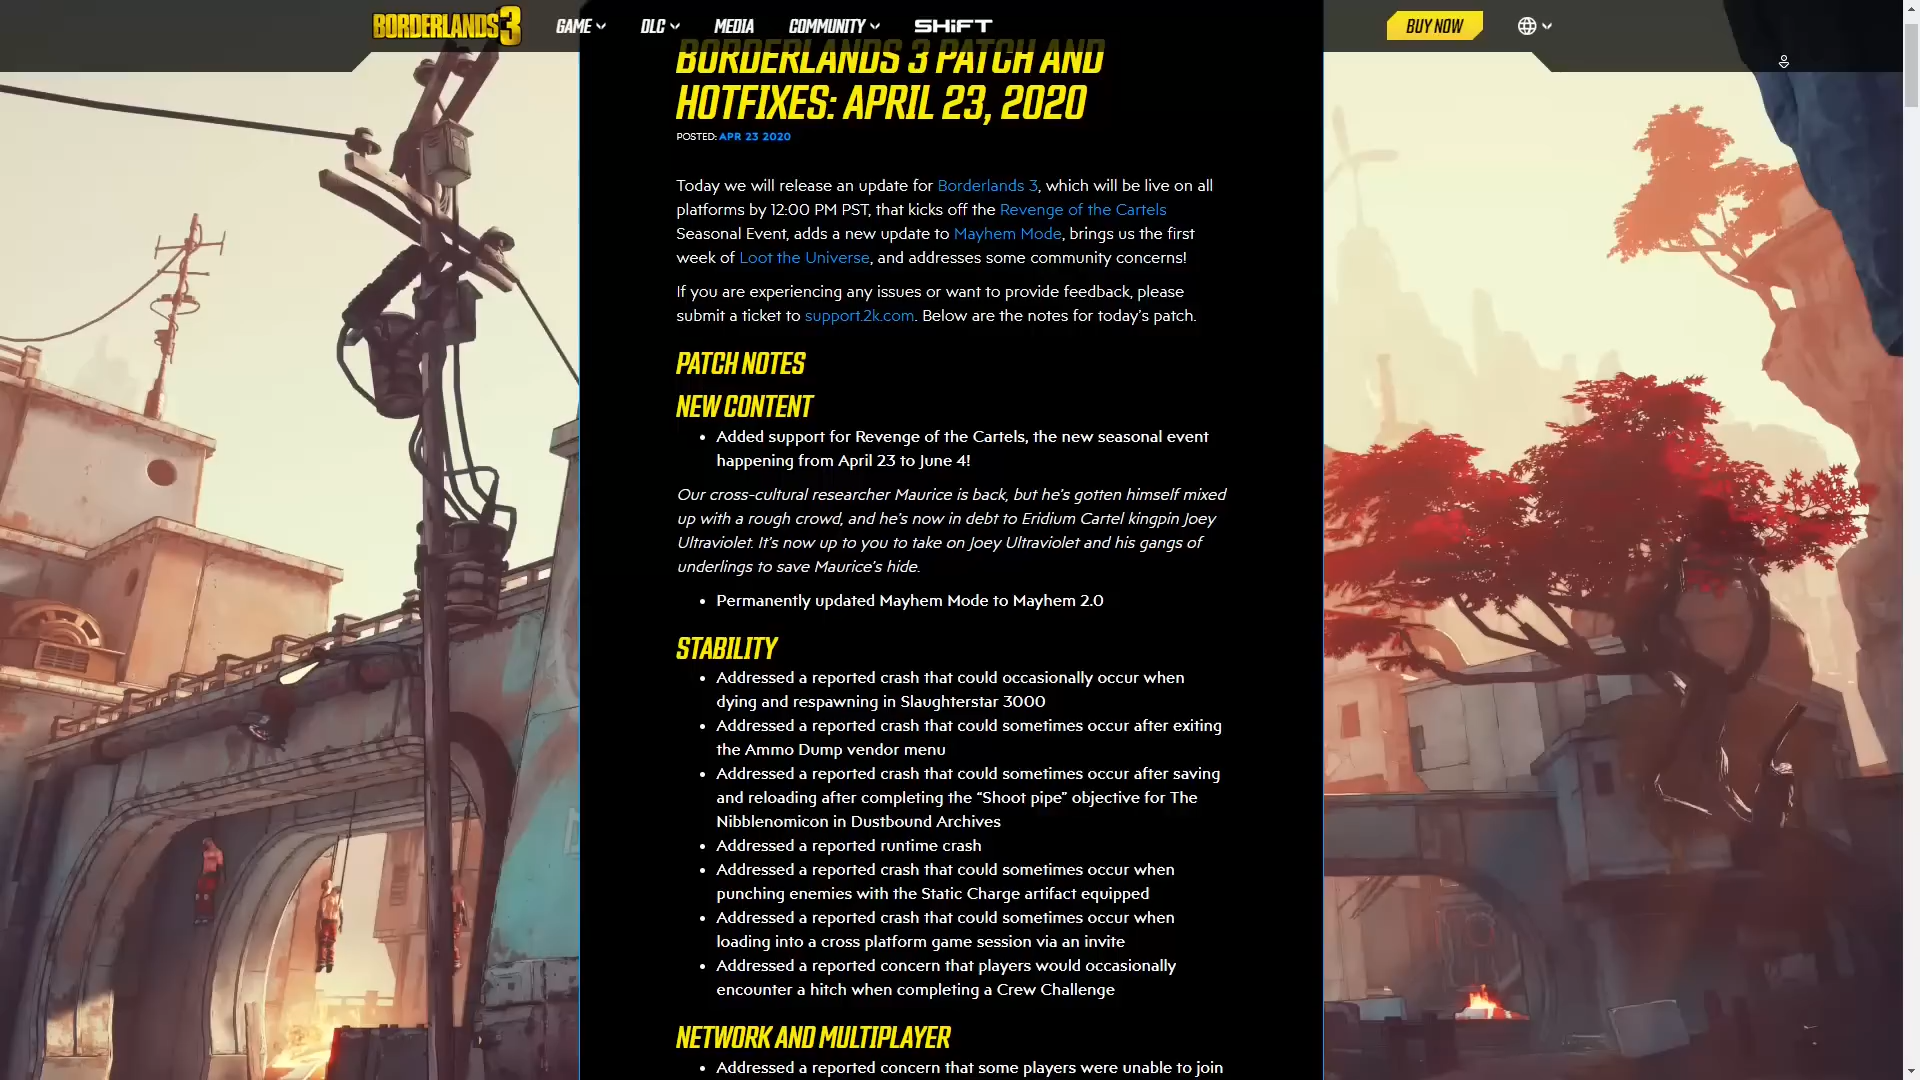 BORDERLANDS 3
GAME
DLC
MEDIA
COMMUNITY
SHiFT
BUY NOW
BORDERLANDS 3 PATCH AND
HOTFIXES: APRIL 23, 2020
POSTED: APR 23 2020
Today we will release an update for Borderlands 3, which will be live on all
platforms by 12:00 PM PST, that kicks off the Revenge of the Cartels
Seasonal Event, adds a new update to Mayhem Mode, brings us the first
week of Loot the Universe, and addresses some community concerns!
If you are experiencing any issues or want to provide feedback, please
submit a ticket to support.2k.com. Below are the notes for today's patch.
PATCH NOTES
NEW CONTENT
• Added support for Revenge of the Cartels, the new seasonal event
happening from April 23 to June 4!
Our cross-cultural researcher Maurice is back, but he's gotten himself mixed
up with a rough crowd, and he's now in debt to Eridium Cartel kingpin Joey
Ultraviolet. It's now up to you to take on Joey Ultraviolet and his gangs of
underlings to save Maurice's hide.
• Permanently updated Mayhem Mode to Mayhem 2.0
STABILITY
• Addressed a reported crash that could occasionally occur when
dying and respawning in Slaughterstar 3000
• Addressed a reported crash that could sometimes occur after exiting
the Ammo Dump vendor menu
• Addressed a reported crash that could sometimes occur after saving
and reloading after completing the “Shoot pipe” objective for The
Nibblenomicon in Dustbound Archives
• Addressed a reported runtime crash
• Addressed a reported crash that could sometimes occur when
punching enemies with the Static Charge artifact equipped
• Addressed a reported crash that could sometimes occur when
loading into a cross platform game session via an invite
• Addressed a reported concern that players would occasionally
encounter a hitch when completing a Crew Challenge
NETWORK AND MULTIPLAYER
• Addressed a reported concern that some players were unable to join